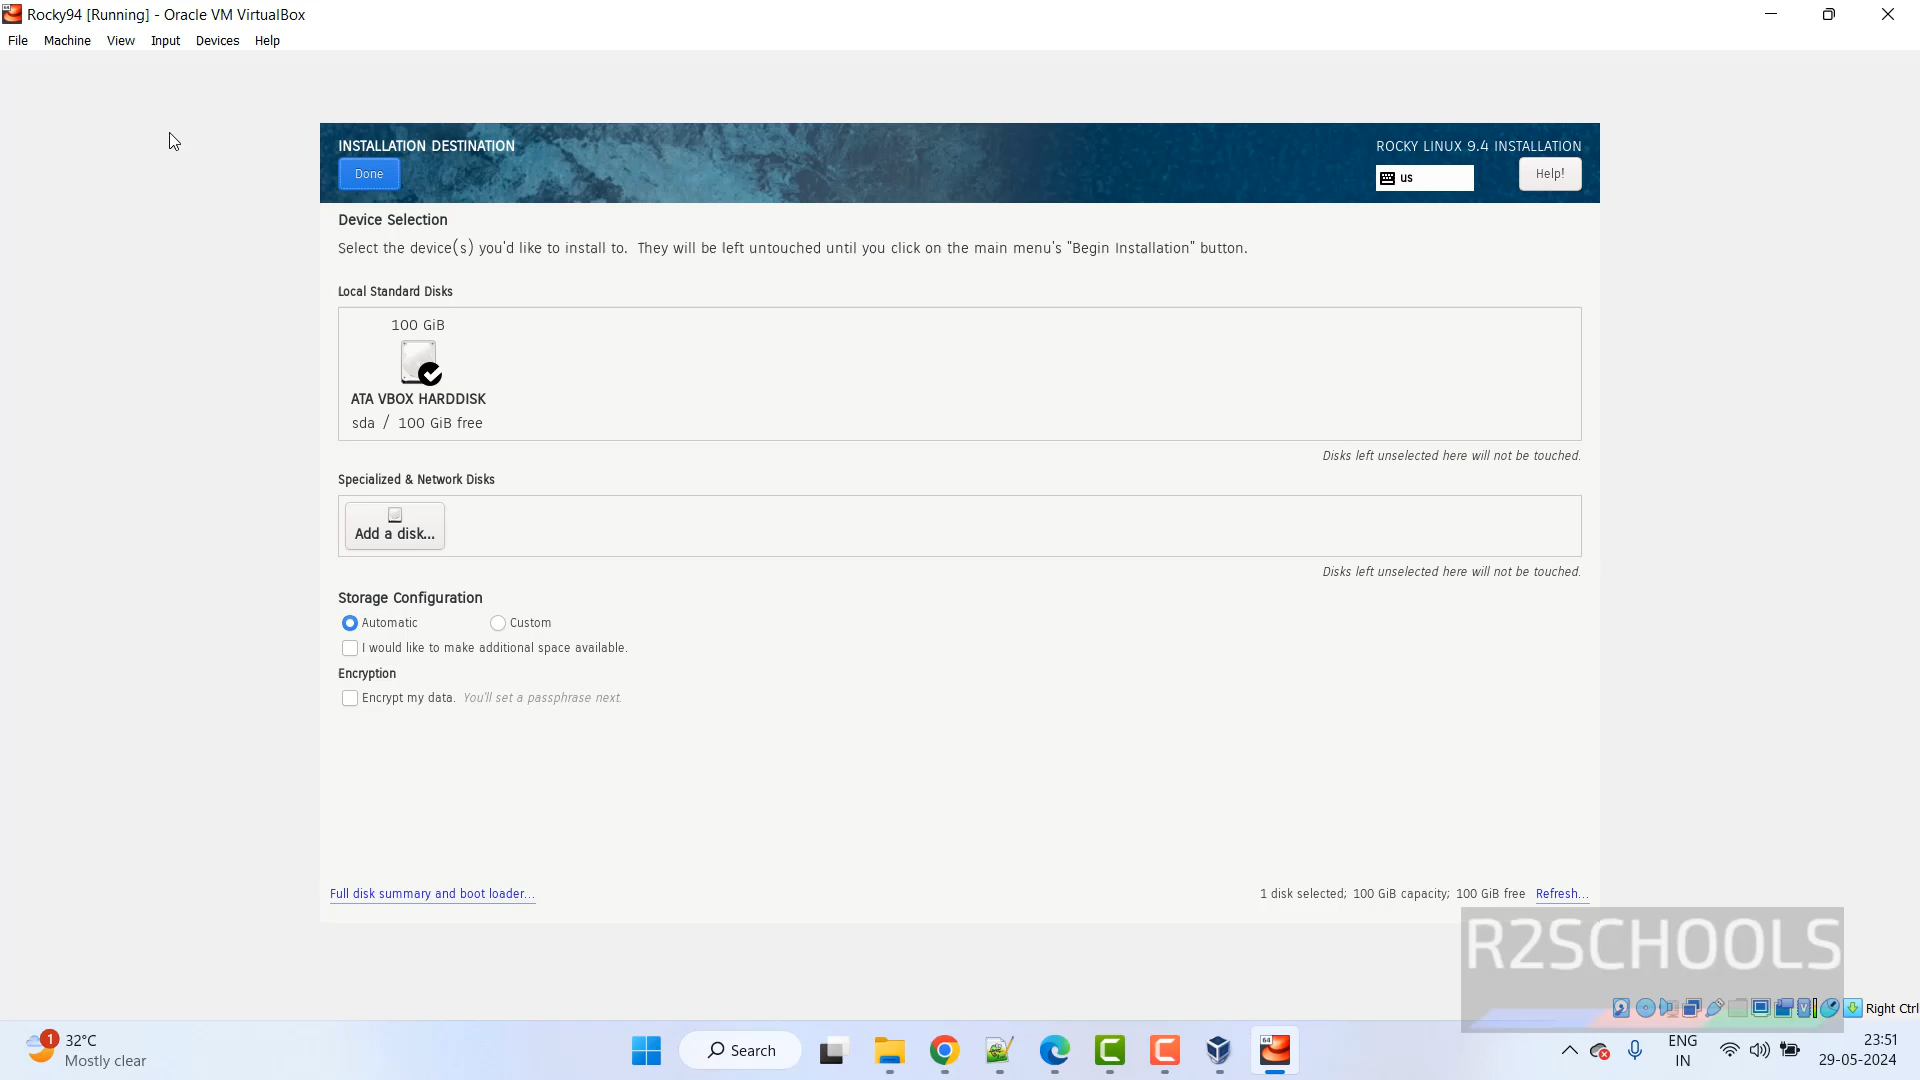 Rocky94 [Running] - Oracle VM VirtualBox
File Machine View Input Devices Help
INSTALLATION DESTINATION
ROCKY LINUX 9.4 INSTALLATION
Done
us
Help!
Device Selection
Select the device(s) you'd like to install to. They will be left untouched until you click on the main menu's "Begin Installation" button.
Local Standard Disks
100 GiB
ATA VBOX HARDDISK
sda / 100 GiB free
Disks left unselected here will not be touched.
Specialized & Network Disks
Add a disk...
Disks left unselected here will not be touched.
Storage Configuration
Automatic Custom
I would like to make additional space available.
Encryption
Encrypt my data. You'll set a passphrase next.
Full disk summary and boot loader...
1 disk selected; 100 GiB capacity; 100 GiB free Refresh...
R2SCHOOLS
Right Ctrl
1
32°C
Mostly clear
Search
64
ENG
IN
23:51
29-05-2024